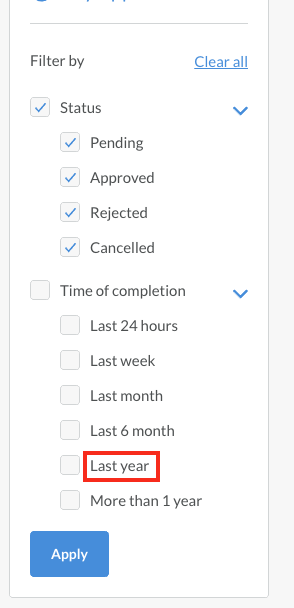 Filter by
Clear all
Status
Pending
Approved
Rejected
Cancelled
Time of completion
Last 24 hours
Last week
Last month
Last 6 month
Last year
More than 1 year
Apply